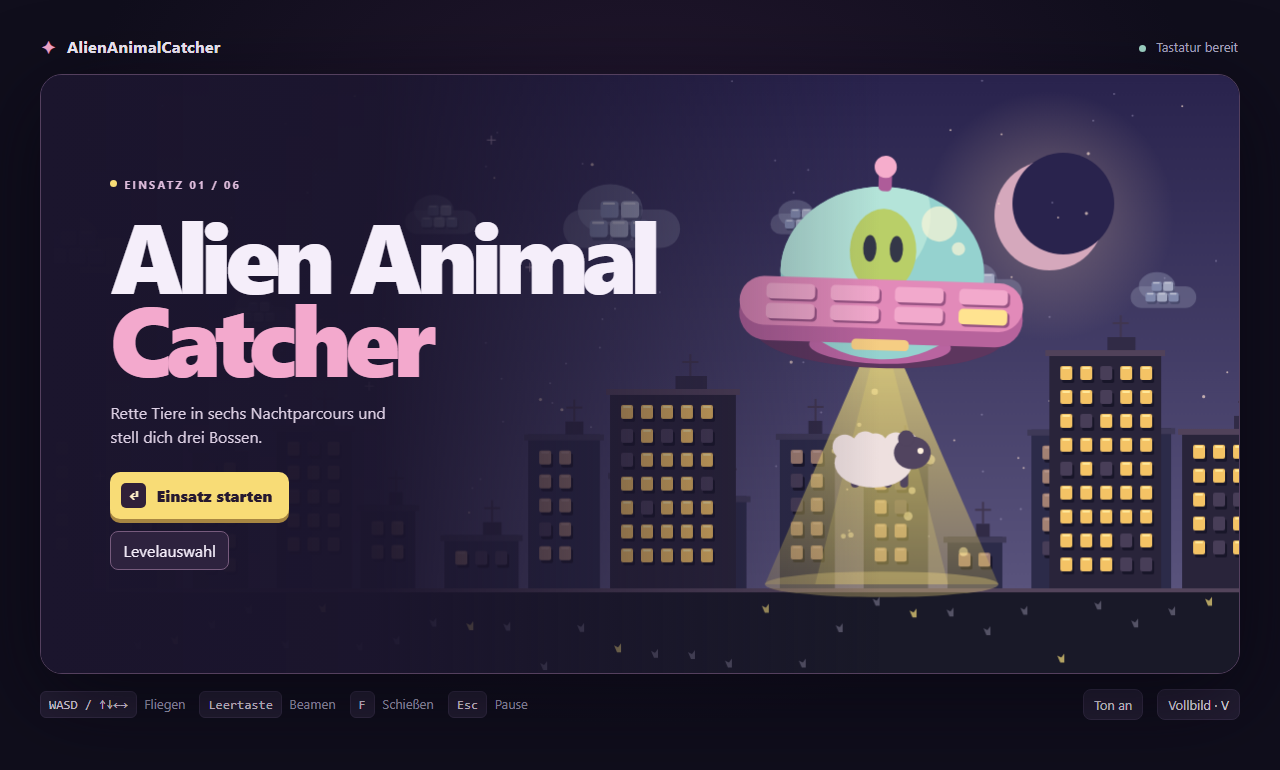 AlienAnimalCatcher
Tastatur bereit
EINSATZ 01 / 06
Alien Animal
Catcher
Rette Tiere in sechs Nachtparcours und
stell dich drei Bossen.
Einsatz starten
Levelauswahl
WASD / ↑↓←→ Fliegen Leertaste Beamen F Schießen Esc Pause
Ton an Vollbild · V